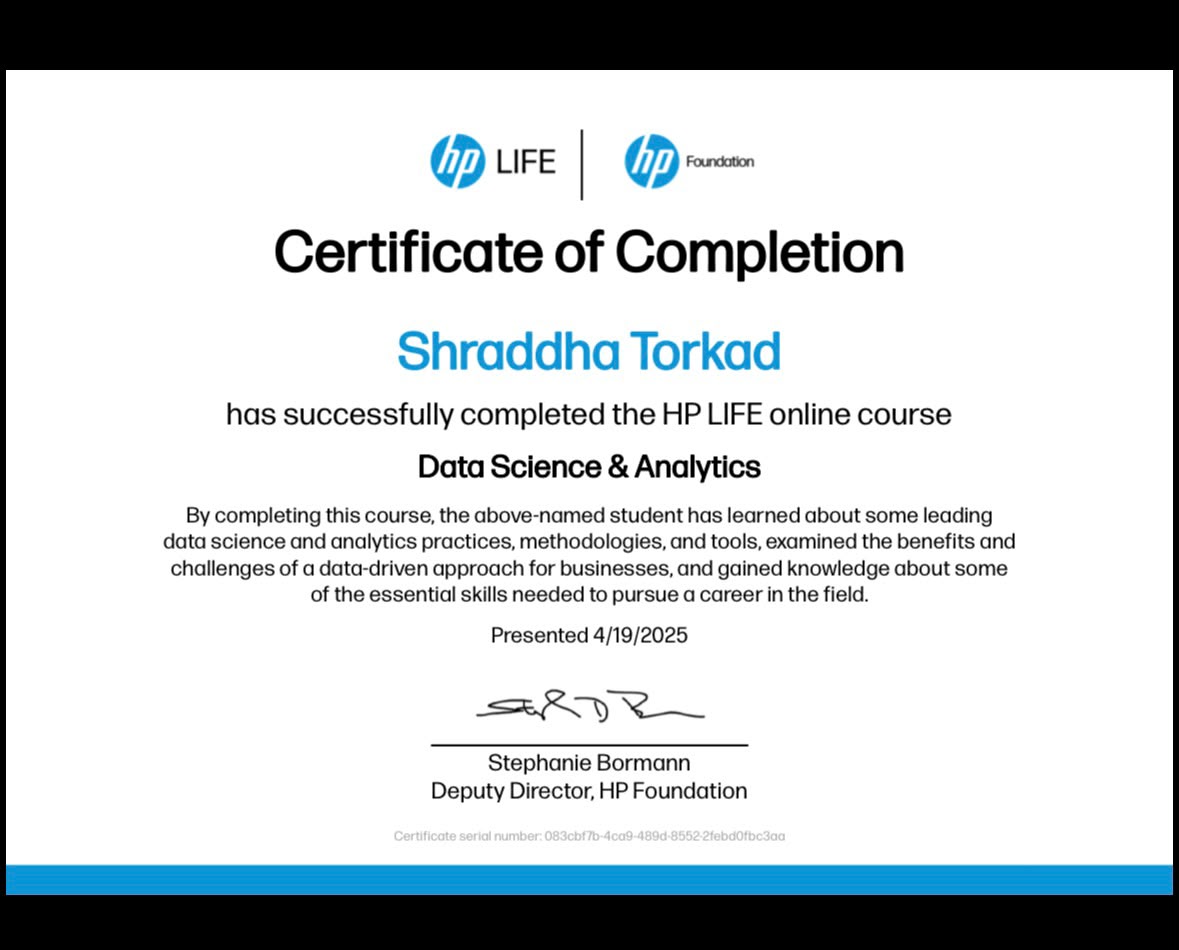 hp LIFE | hp Foundation
Certificate of Completion
Shraddha Torkad
has successfully completed the HP LIFE online course
Data Science & Analytics
By completing this course, the above-named student has learned about some leading
data science and analytics practices, methodologies, and tools, examined the benefits and
challenges of a data-driven approach for businesses, and gained knowledge about some
of the essential skills needed to pursue a career in the field.
Presented 4/19/2025
Stephanie Bormann
Deputy Director, HP Foundation
Certificate serial number: 083cbf7b-4ca9-489d-8552-2febd0fbc3aa